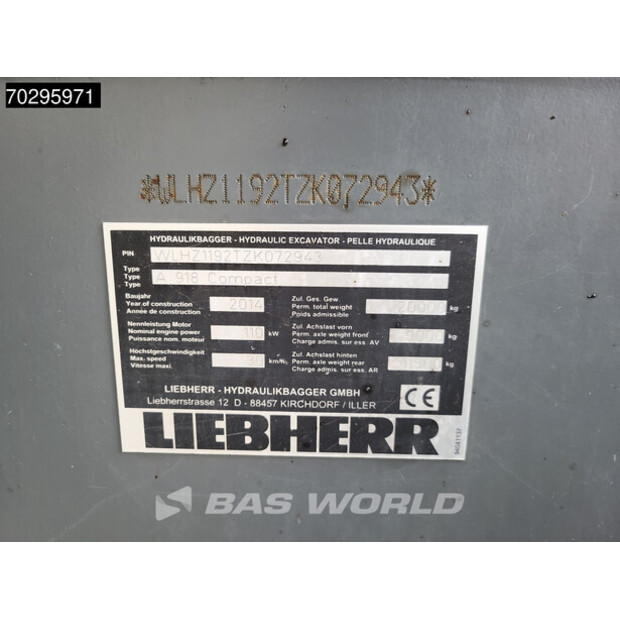 70295971
*WLHZ1192TZK072943*
HYDRAULIKBAGGER - HYDRAULIC EXCAVATOR - PELLE HYDRAULIQUE
PIN WLHZ1192TZK072943
Type
Type A 918 Compact
Type
Baujahr
Year of construction 2014
Année de construction
Zul. Ges. Gew.
Perm. total weight 20000 kg
Poids admissible
Nennleistung Motor
Nominal engine power 110 kW
Puissance nom. moteur
Zul. Achslast vorn
Perm. axle weight front kg
Charge admis. sur ess. AV
Höchstgeschwindigkeit
Max. speed km/h
Vitesse maxi.
Zul. Achslast hinten
Perm. axle weight rear kg
Charge admis. sur ess. AR
LIEBHERR - HYDRAULIKBAGGER GMBH
Liebherrstrasse 12 D - 88457 KIRCHDORF / ILLER
CE
LIEBHERR
BAS WORLD